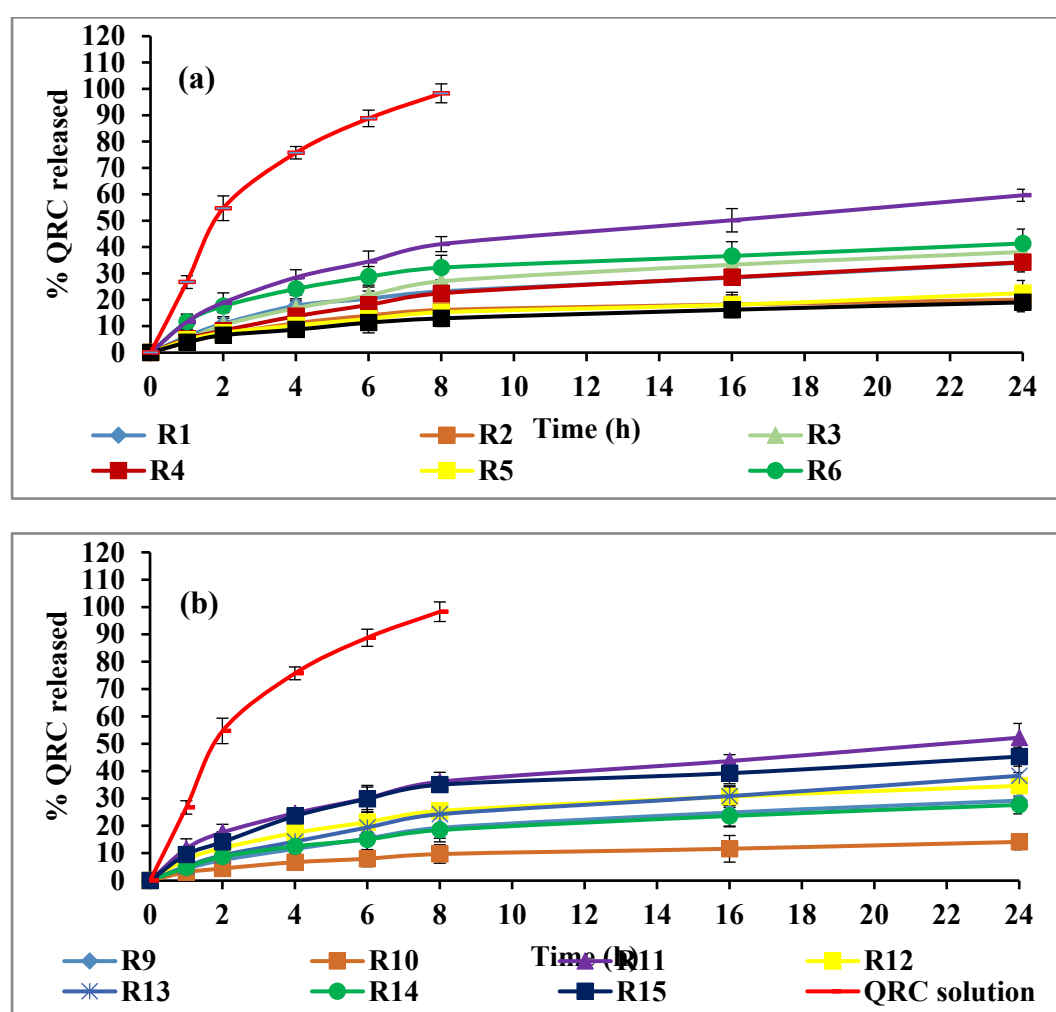 120
110
100
90
80
70
60
50
40
30
20
10
0
% QRC released
(a)
0 2 4 6 8 10 12 14 16 18 20 22 24
Time (h)
R1 R2 R3
R4 R5 R6
120
110
100
90
80
70
60
50
40
30
20
10
0
% QRC released
(b)
0 2 4 6 8 10 12 14 16 18 20 22 24
Time (h)
R9 R10 R11 R12
R13 R14 R15 QRC solution